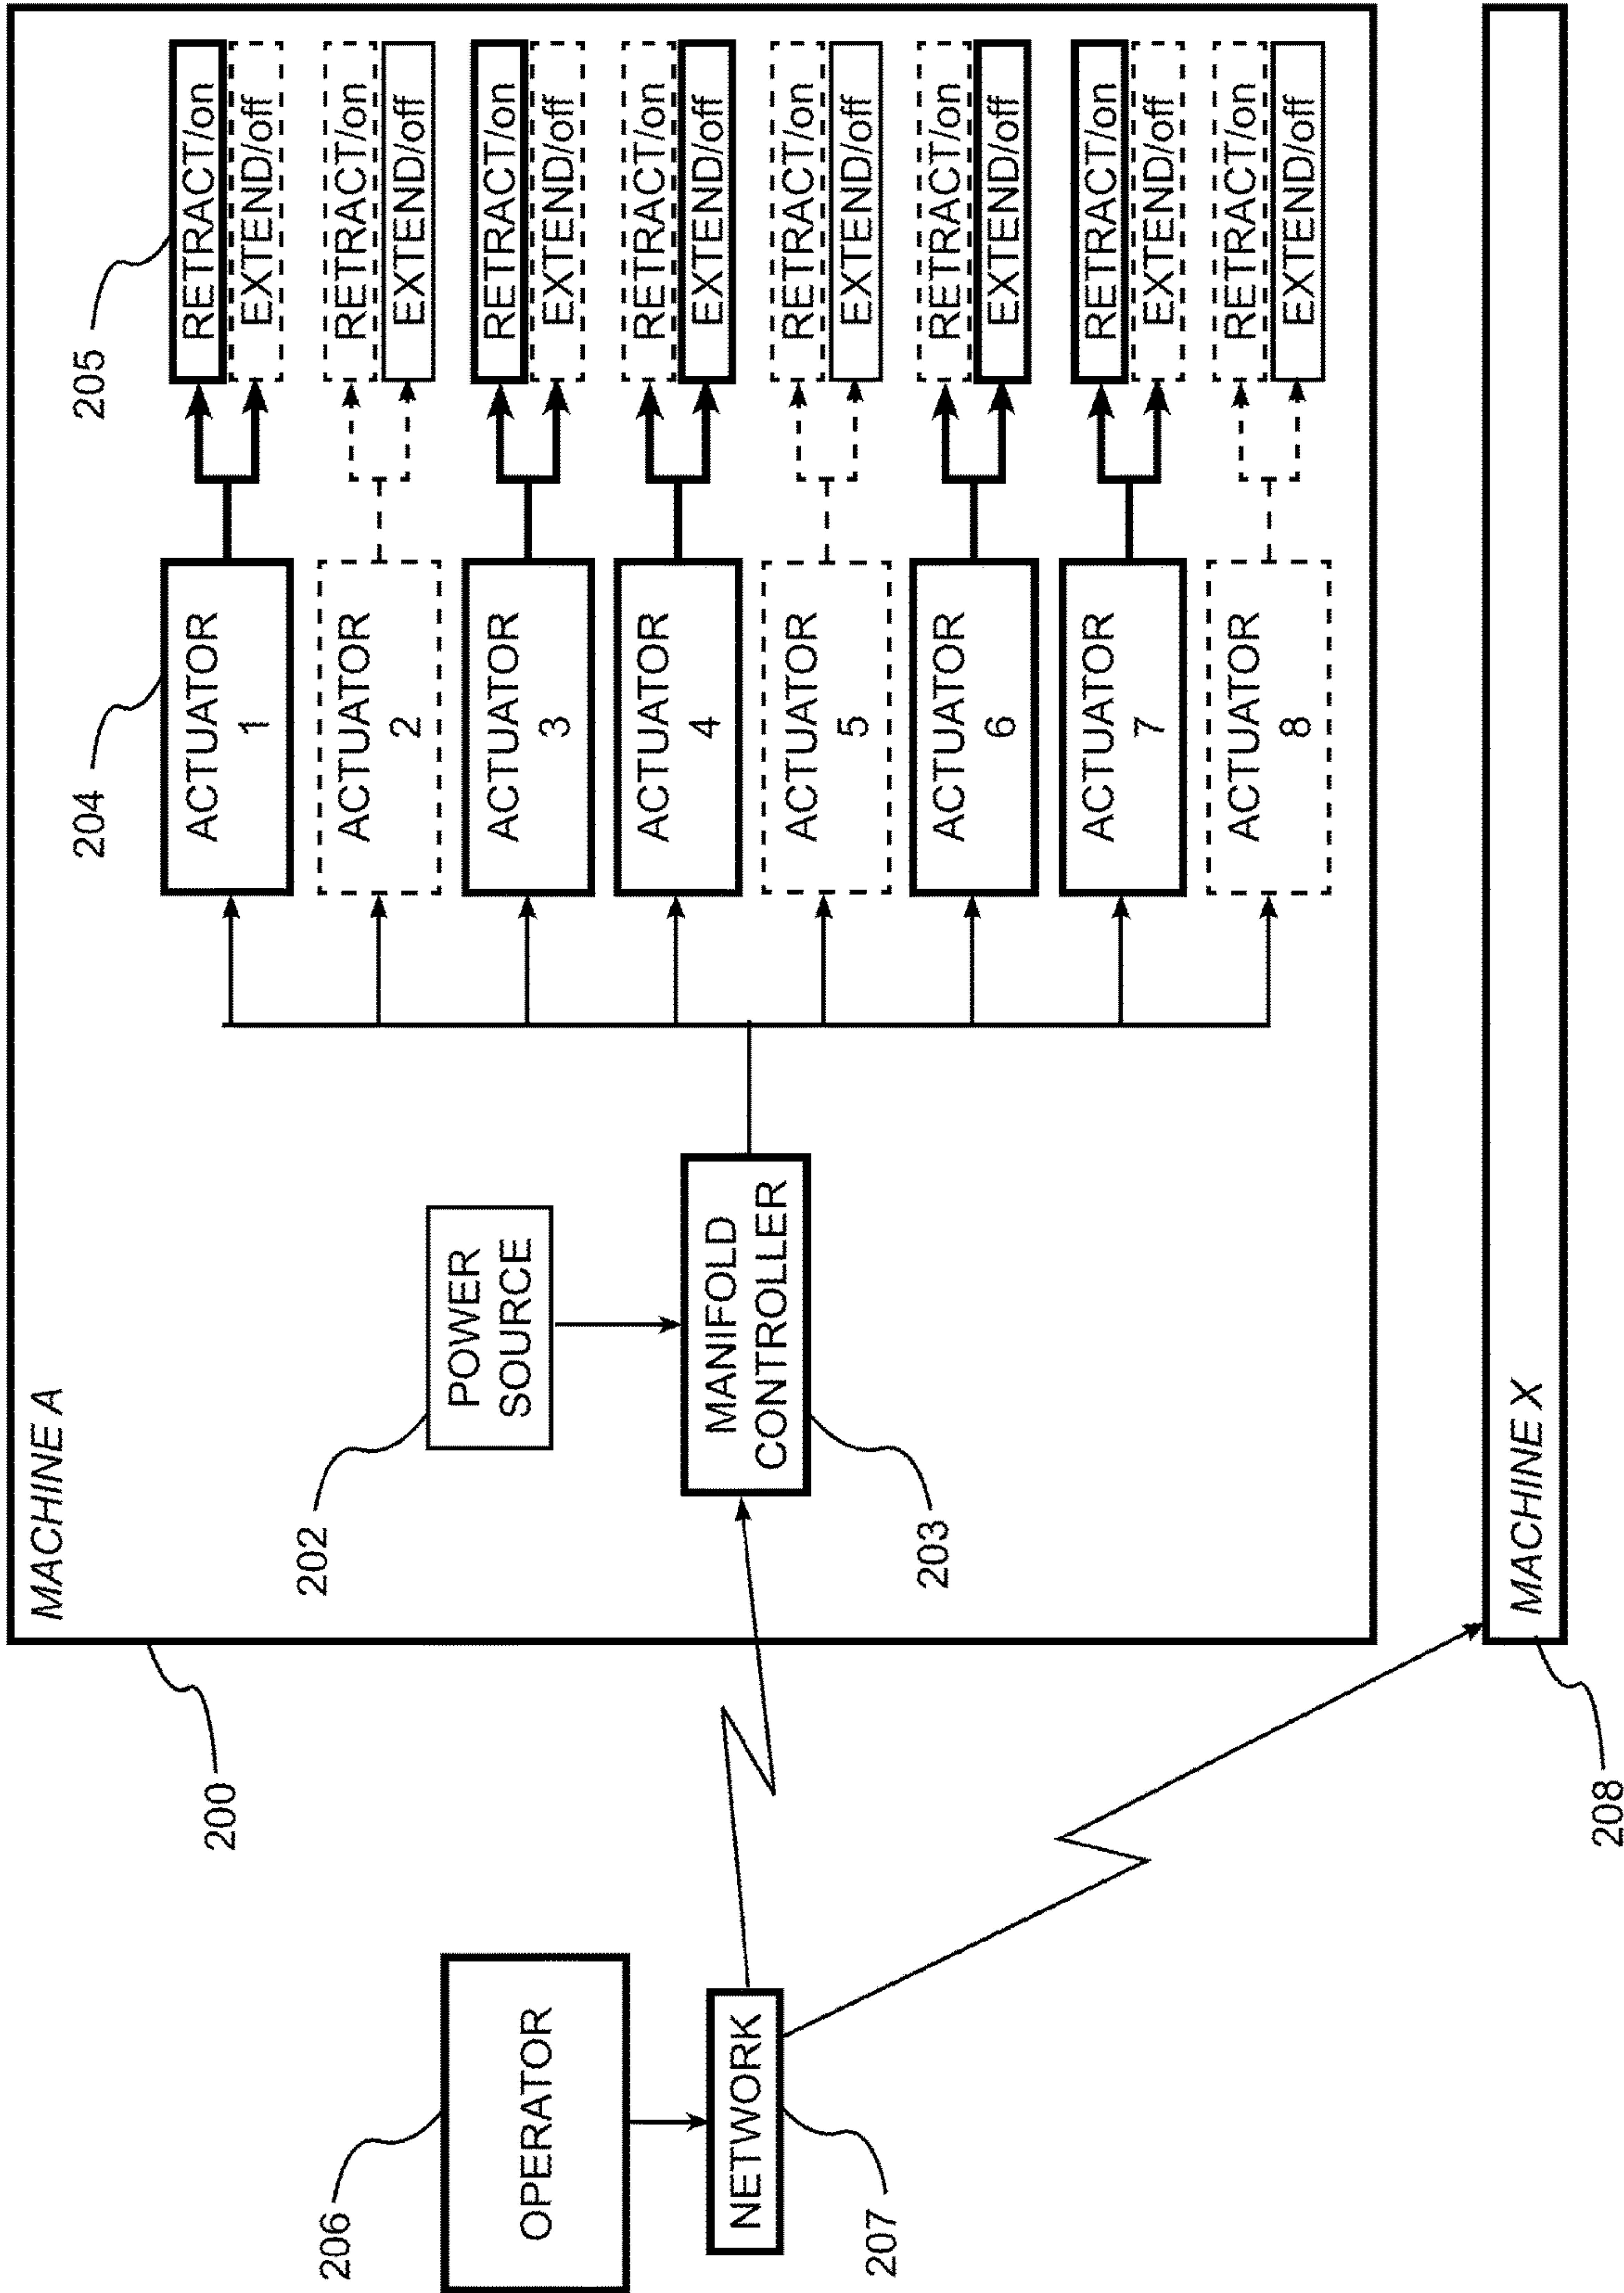 MACHINE A
200
POWER
SOURCE
202
MANIFOLD
CONTROLLER
203
204
ACTUATOR
1
ACTUATOR
2
ACTUATOR
3
ACTUATOR
4
ACTUATOR
5
ACTUATOR
6
ACTUATOR
7
ACTUATOR
8
205
RETRACT/on
EXTEND/off
RETRACT/on
EXTEND/off
RETRACT/on
EXTEND/off
RETRACT/on
EXTEND/off
RETRACT/on
EXTEND/off
RETRACT/on
EXTEND/off
RETRACT/on
EXTEND/off
RETRACT/on
EXTEND/off
206
OPERATOR
NETWORK
207
MACHINE X
208